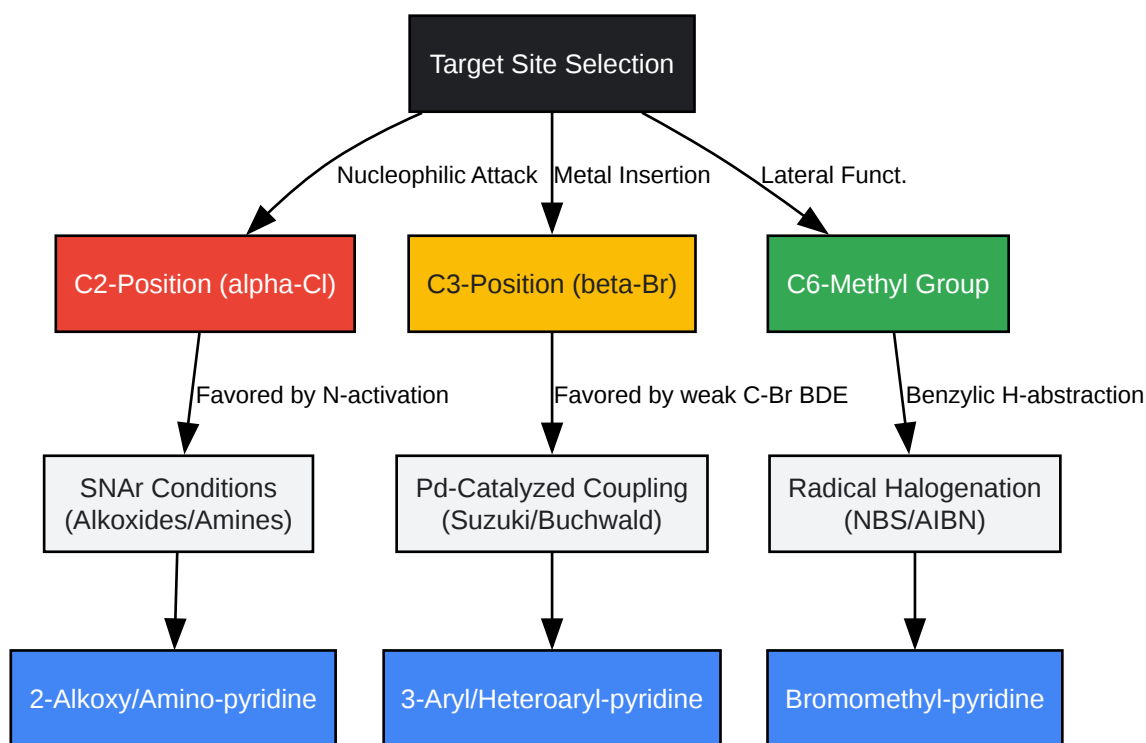 Target Site Selection
Nucleophilic Attack
Metal Insertion
Lateral Funct.
C2-Position (alpha-Cl)
C3-Position (beta-Br)
C6-Methyl Group
Favored by N-activation
Favored by weak C-Br BDE
Benzylic H-abstraction
SNAr Conditions
(Alkoxides/Amines)
Pd-Catalyzed Coupling
(Suzuki/Buchwald)
Radical Halogenation
(NBS/AIBN)
2-Alkoxy/Amino-pyridine
3-Aryl/Heteroaryl-pyridine
Bromomethyl-pyridine